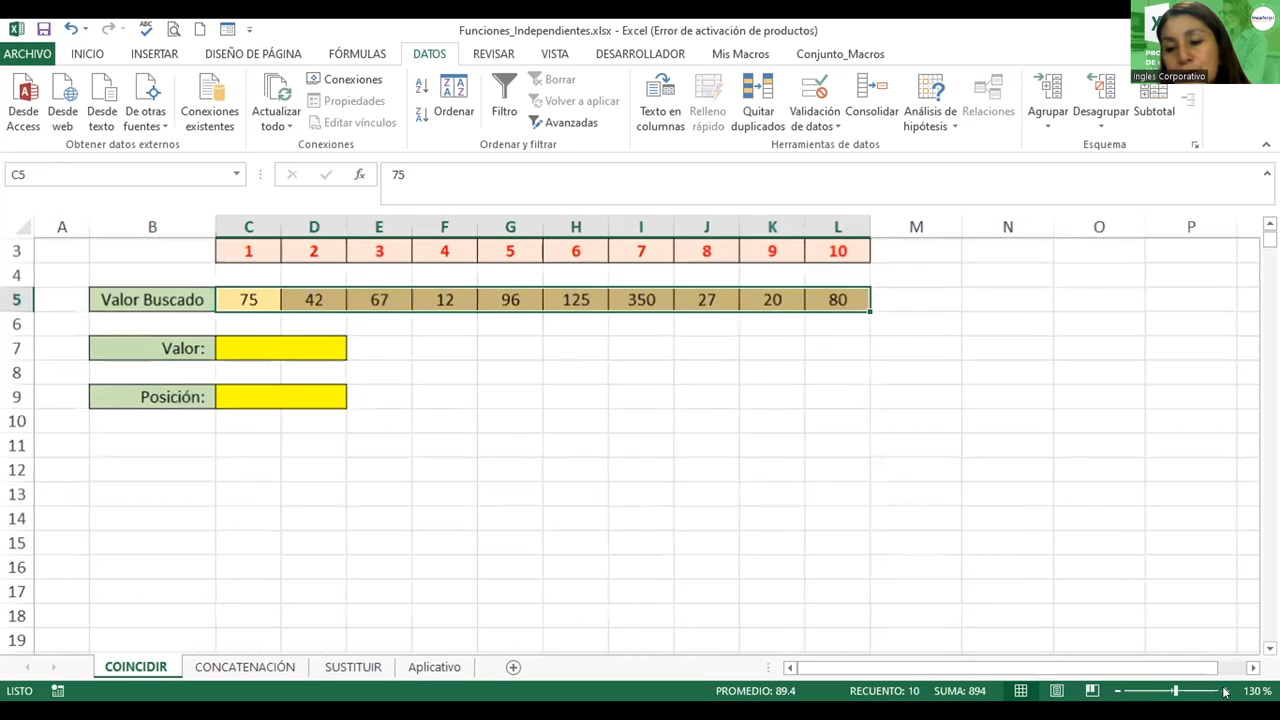 Funciones_Independientes.xlsx - Excel (Error de activación de productos)
ARCHIVO INICIO INSERTAR DISEÑO DE PÁGINA FÓRMULAS DATOS REVISAR VISTA DESARROLLADOR Mis Macros Conjunto_Macros
Ingles Corporativo
Desde Access
Desde web
Desde texto
De otras fuentes
Conexiones existentes
Actualizar todo
Conexiones
Propiedades
Editar vínculos
Ordenar
Filtro
Borrar
Volver a aplicar
Avanzadas
Texto en columnas
Relleno rápido
Quitar duplicados
Validación de datos
Consolidar
Análisis de hipótesis
Relaciones
Agrupar
Desagrupar
Subtotal
Obtener datos externos Conexiones Ordenar y filtrar Herramientas de datos Esquema
C5 fx 75
A B C D E F G H I J K L M N O P
3 1 2 3 4 5 6 7 8 9 10
4
5 Valor Buscado 75 42 67 12 96 125 350 27 20 80
6
7 Valor:
8
9 Posición:
10
11
12
13
14
15
16
17
18
19
COINCIDIR CONCATENACIÓN SUSTITUIR Aplicativo
LISTO PROMEDIO: 89.4 RECUENTO: 10 SUMA: 894 130 %